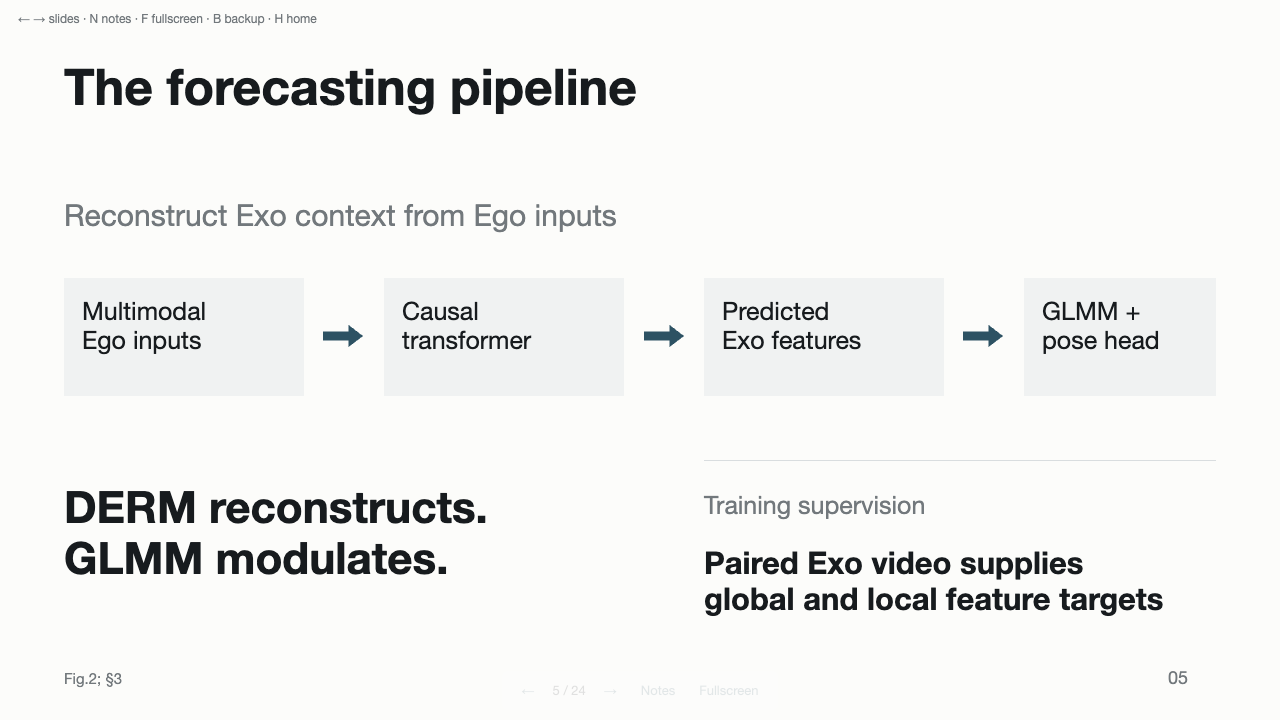 ←→ slides · N notes · F fullscreen · B backup · H home
The forecasting pipeline
Reconstruct Exo context from Ego inputs
Multimodal
Ego inputs
Causal
transformer
Predicted
Exo features
GLMM +
pose head
DERM reconstructs.
GLMM modulates.
Training supervision
Paired Exo video supplies
global and local feature targets
Fig.2; §3
05
← 5 / 24 → Notes Fullscreen